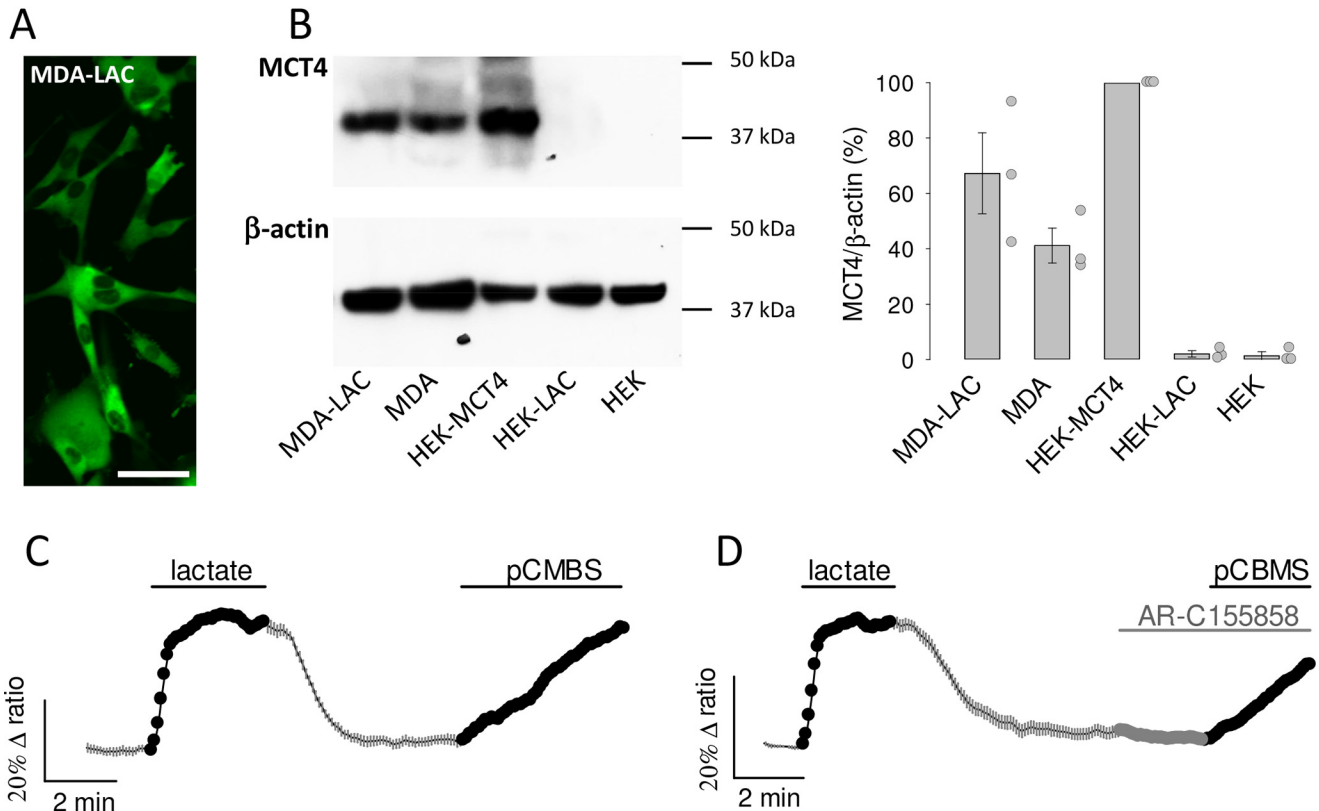 A
B
MDA-LAC
MCT4
50 kDa
37 kDa
β-actin
50 kDa
37 kDa
MDA-LAC
MDA
HEK-MCT4
HEK-LAC
HEK
MCT4/β-actin (%)
100
80
60
40
20
0
MDA-LAC
MDA
HEK-MCT4
HEK-LAC
HEK
C
lactate
pCMBS
20% Δ ratio
2 min
D
lactate
pCBMS
AR-C155858
20% Δ ratio
2 min